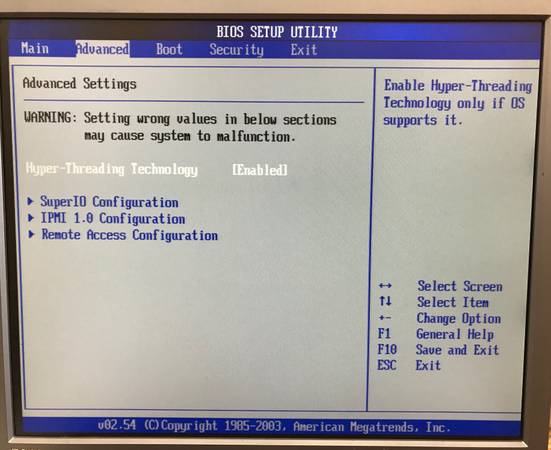 BIOS SETUP UTILITY
Main Advanced Boot Security Exit
Advanced Settings
WARNING: Setting wrong values in below sections
may cause system to malfunction.
Hyper-Threading Technology [Enabled]
▶ SuperIO Configuration
▶ IPMI 1.0 Configuration
▶ Remote Access Configuration
Enable Hyper-Threading
Technology only if OS
supports it.
↔ Select Screen
↑↓ Select Item
+- Change Option
F1 General Help
F10 Save and Exit
ESC Exit
v02.54 (C)Copyright 1985-2003, American Megatrends, Inc.